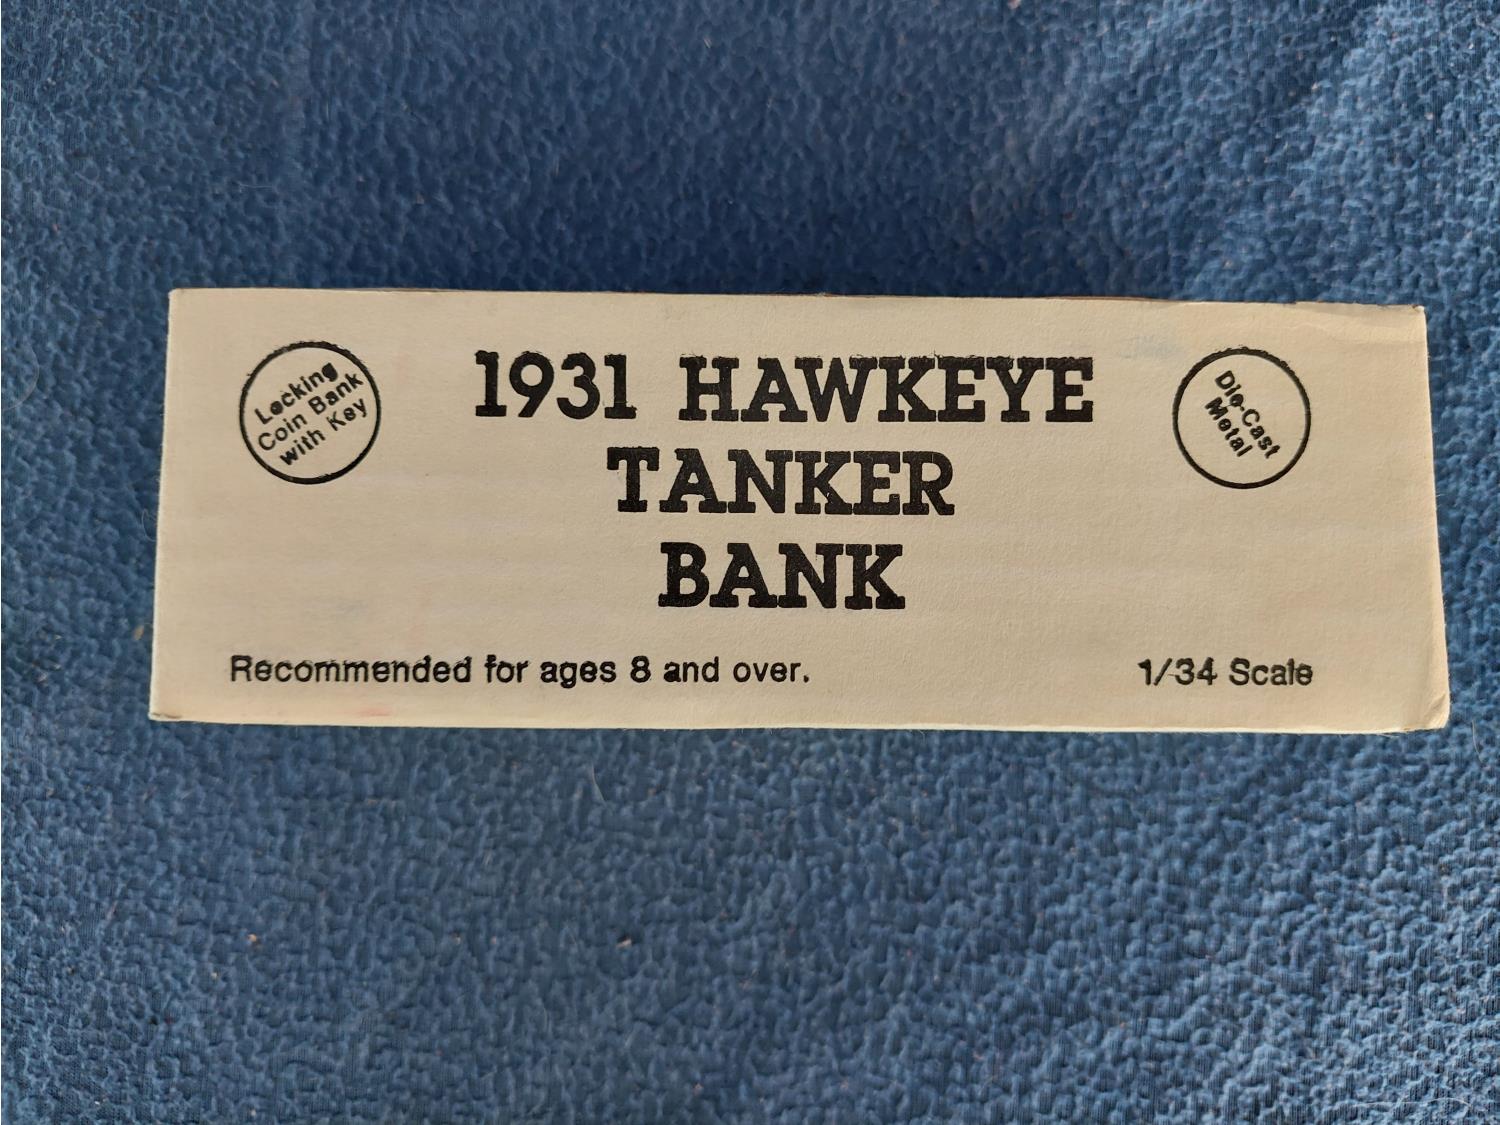 Locking
Coin Bank
with Key
1931 HAWKEYE
TANKER
BANK
Die-Cast
Metal
Recommended for ages 8 and over.
1/34 Scale